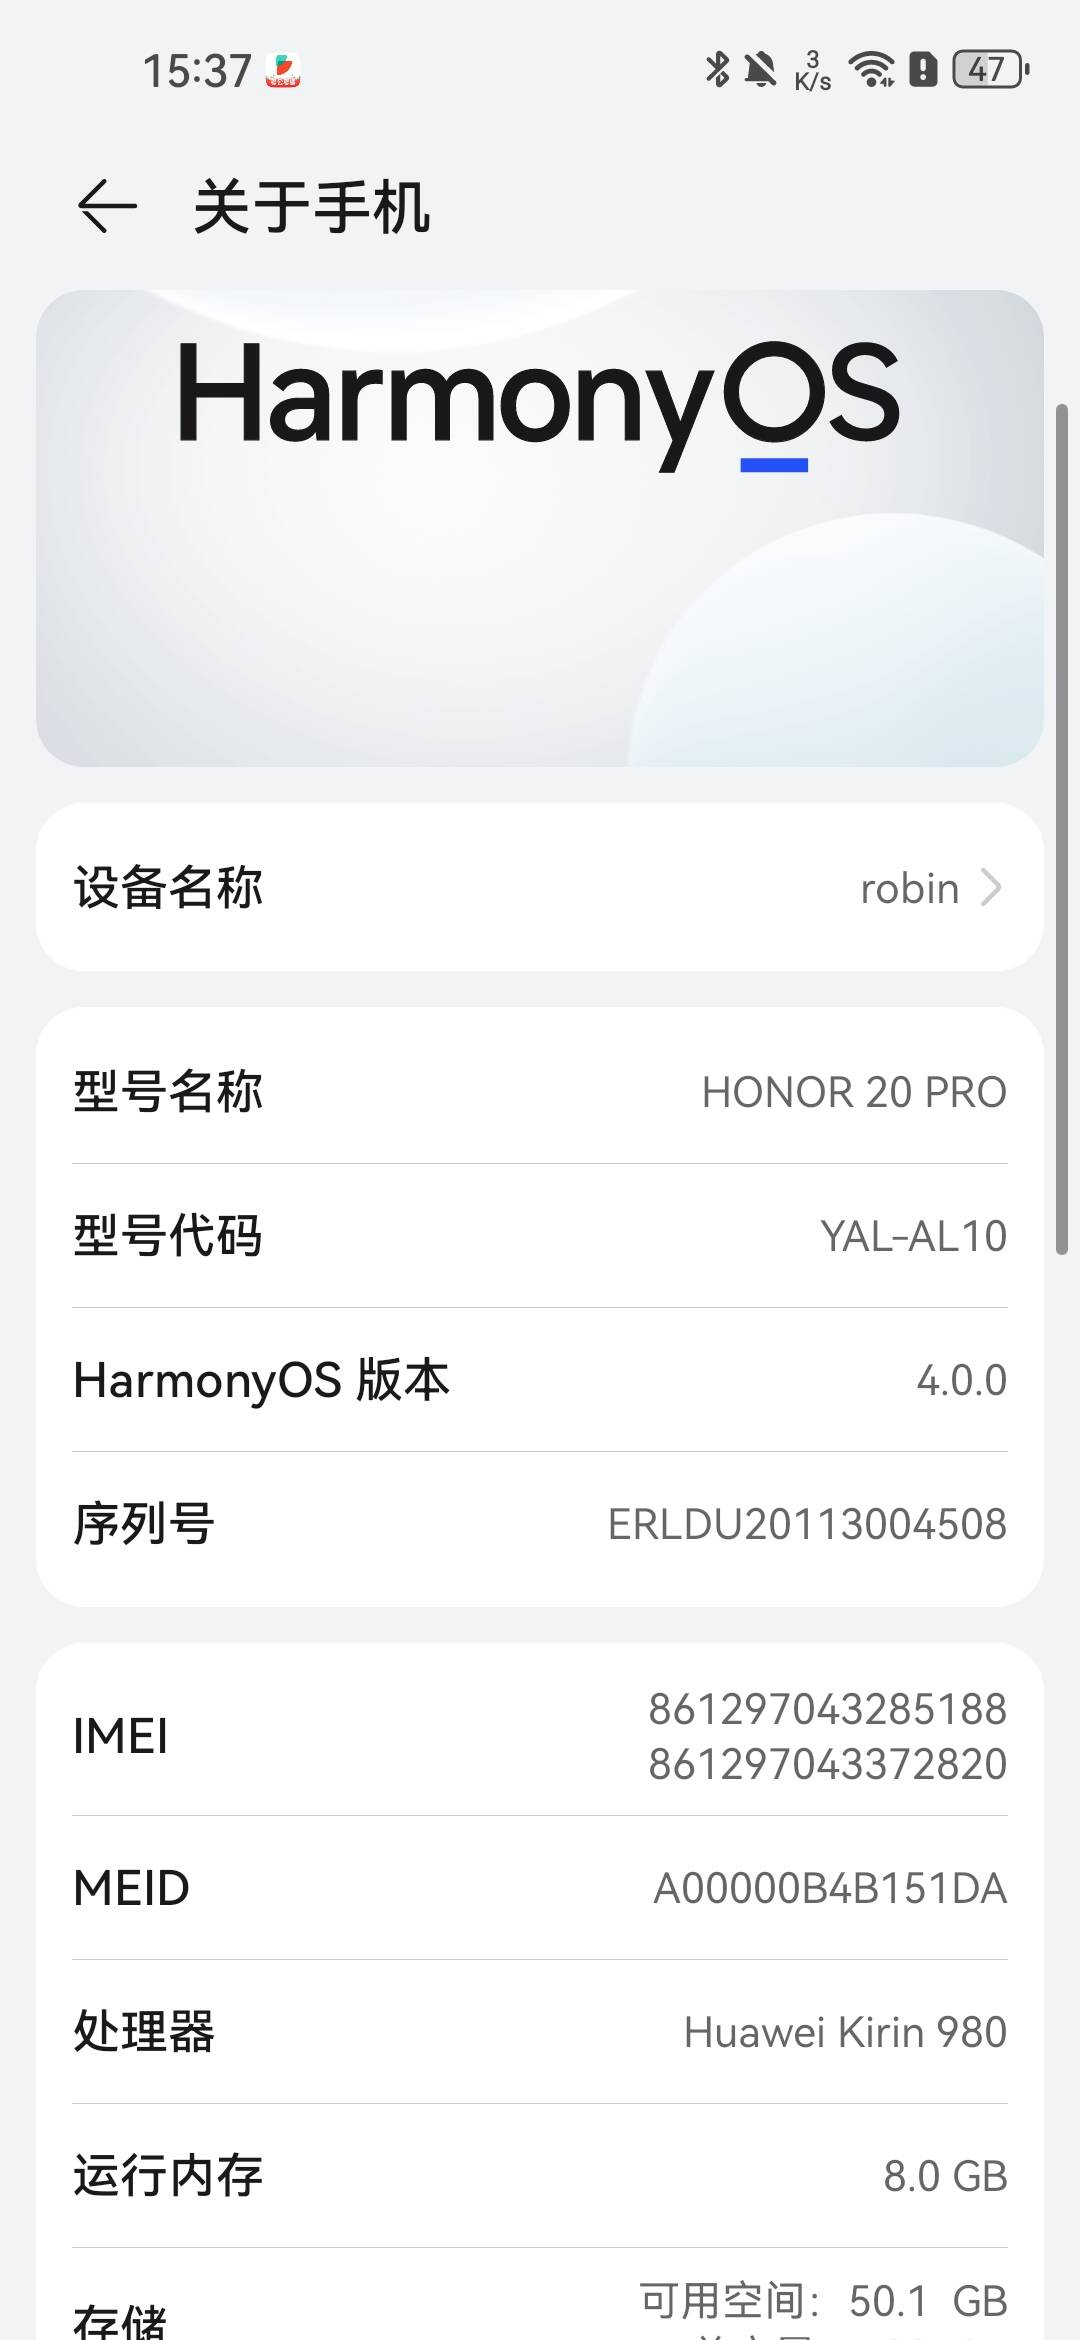 15:37
3
K/s
47
关于手机
HarmonyOS
设备名称
robin
型号名称
HONOR 20 PRO
型号代码
YAL-AL10
HarmonyOS 版本
4.0.0
序列号
ERLDU20113004508
IMEI
861297043285188
861297043372820
MEID
A00000B4B151DA
处理器
Huawei Kirin 980
运行内存
8.0 GB
存储
可用空间： 50.1 GB